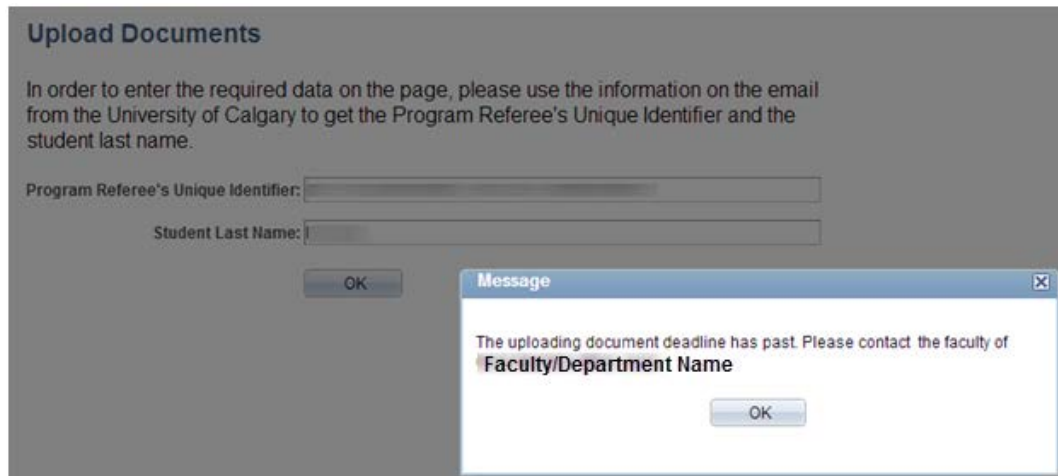 Upload Documents
In order to enter the required data on the page, please use the information on the email
from the University of Calgary to get the Program Referee's Unique Identifier and the
student last name.
Program Referee's Unique Identifier:
Student Last Name:
OK
Message
The uploading document deadline has past. Please contact the faculty of
Faculty/Department Name
OK